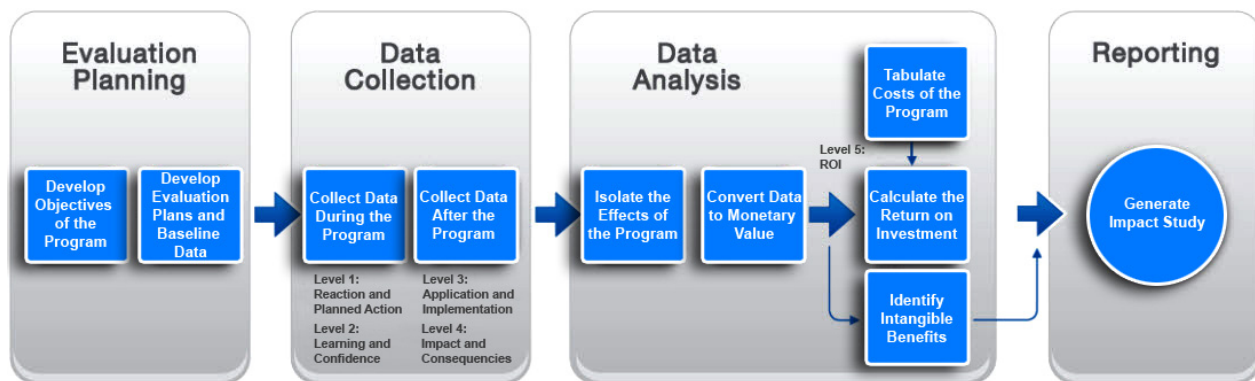 Evaluation
Planning
Develop
Objectives
of the
Program
Develop
Evaluation
Plans and
Baseline
Data
Data
Collection
Collect Data
During the
Program
Collect Data
After the
Program
Level 1:
Reaction and
Planned Action
Level 2:
Learning and
Confidence
Level 3:
Application and
Implementation
Level 4:
Impact and
Consequencies
Data
Analysis
Isolate the
Effects of
the Program
Convert Data
to Monetary
Value
Tabulate
Costs of the
Program
Level 5:
ROI
Calculate the
Return on
Investment
Identify
Intangible
Benefits
Reporting
Generate
Impact Study